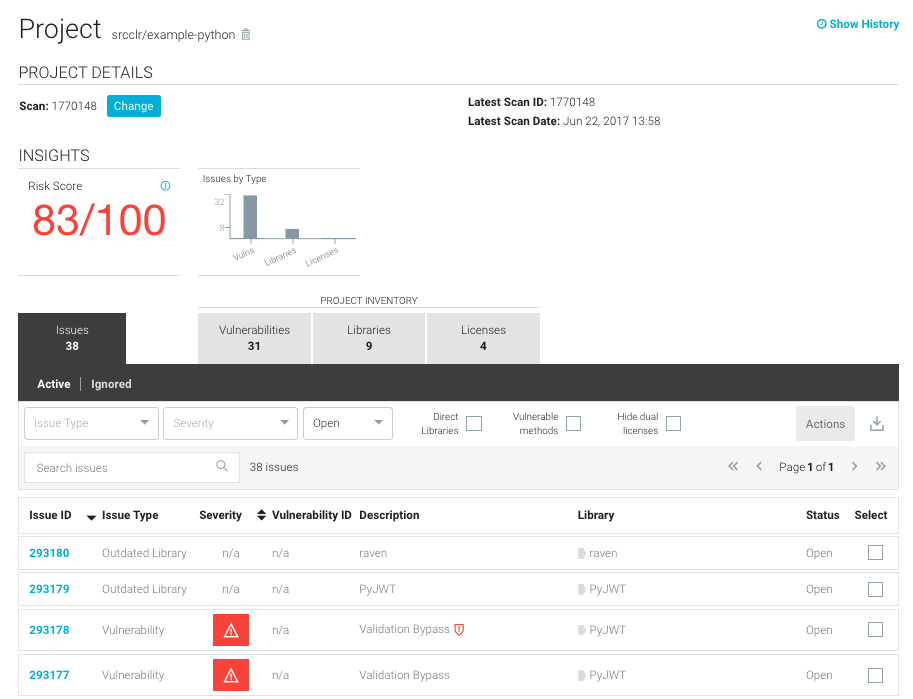 Project srcclr/example-python
Show History
PROJECT DETAILS
Scan: 1770148 Change
Latest Scan ID: 1770148
Latest Scan Date: Jun 22, 2017 13:58
INSIGHTS
Risk Score
83/100
Issues by Type
32
8
Vulns Libraries Licenses
PROJECT INVENTORY
Issues
38
Vulnerabilities
31
Libraries
9
Licenses
4
Active | Ignored
Issue Type
Severity
Open
Direct
Libraries
Vulnerable
methods
Hide dual
licenses
Actions
Search issues
38 issues
Page 1 of 1
Issue ID Issue Type Severity Vulnerability ID Description Library Status Select
293180 Outdated Library n/a n/a raven raven Open
293179 Outdated Library n/a n/a PyJWT PyJWT Open
293178 Vulnerability n/a Validation Bypass PyJWT Open
293177 Vulnerability n/a Validation Bypass PyJWT Open